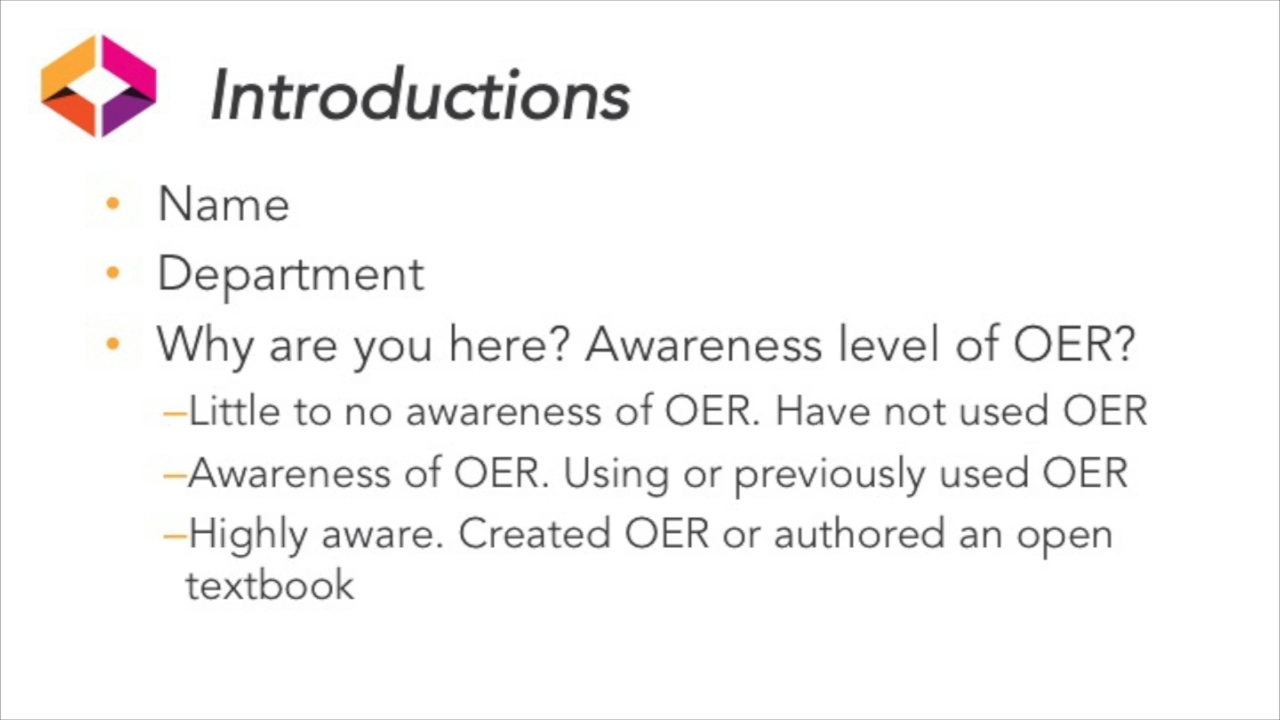 Introductions
• Name
• Department
• Why are you here? Awareness level of OER?
–Little to no awareness of OER. Have not used OER
–Awareness of OER. Using or previously used OER
–Highly aware. Created OER or authored an open
textbook